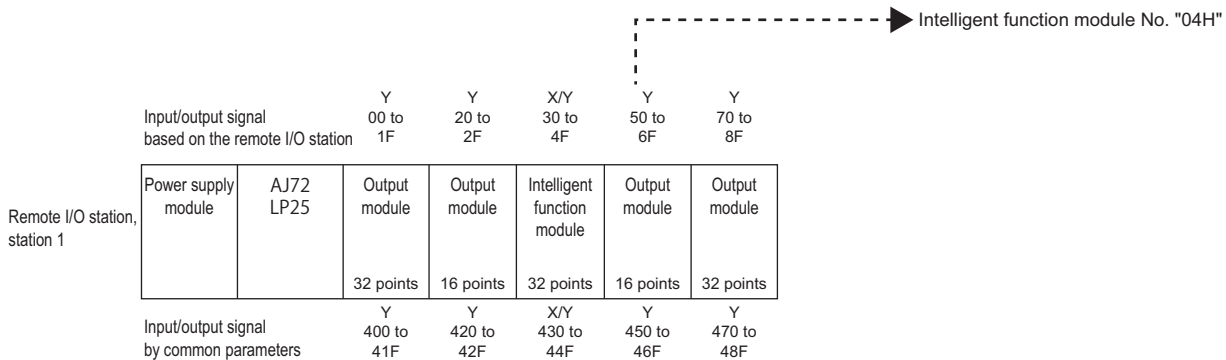 Intelligent function module No. "04H"
Y Y X/Y Y Y
Input/output signal 00 to 20 to 30 to 50 to 70 to
based on the remote I/O station 1F 2F 4F 6F 8F
Power supply AJ72 Output Output Intelligent Output Output
module LP25 module module function module module
module
Remote I/O station,
station 1
32 points 16 points 32 points 16 points 32 points
Y Y X/Y Y Y
Input/output signal 400 to 420 to 430 to 450 to 470 to
by common parameters 41F 42F 44F 46F 48F